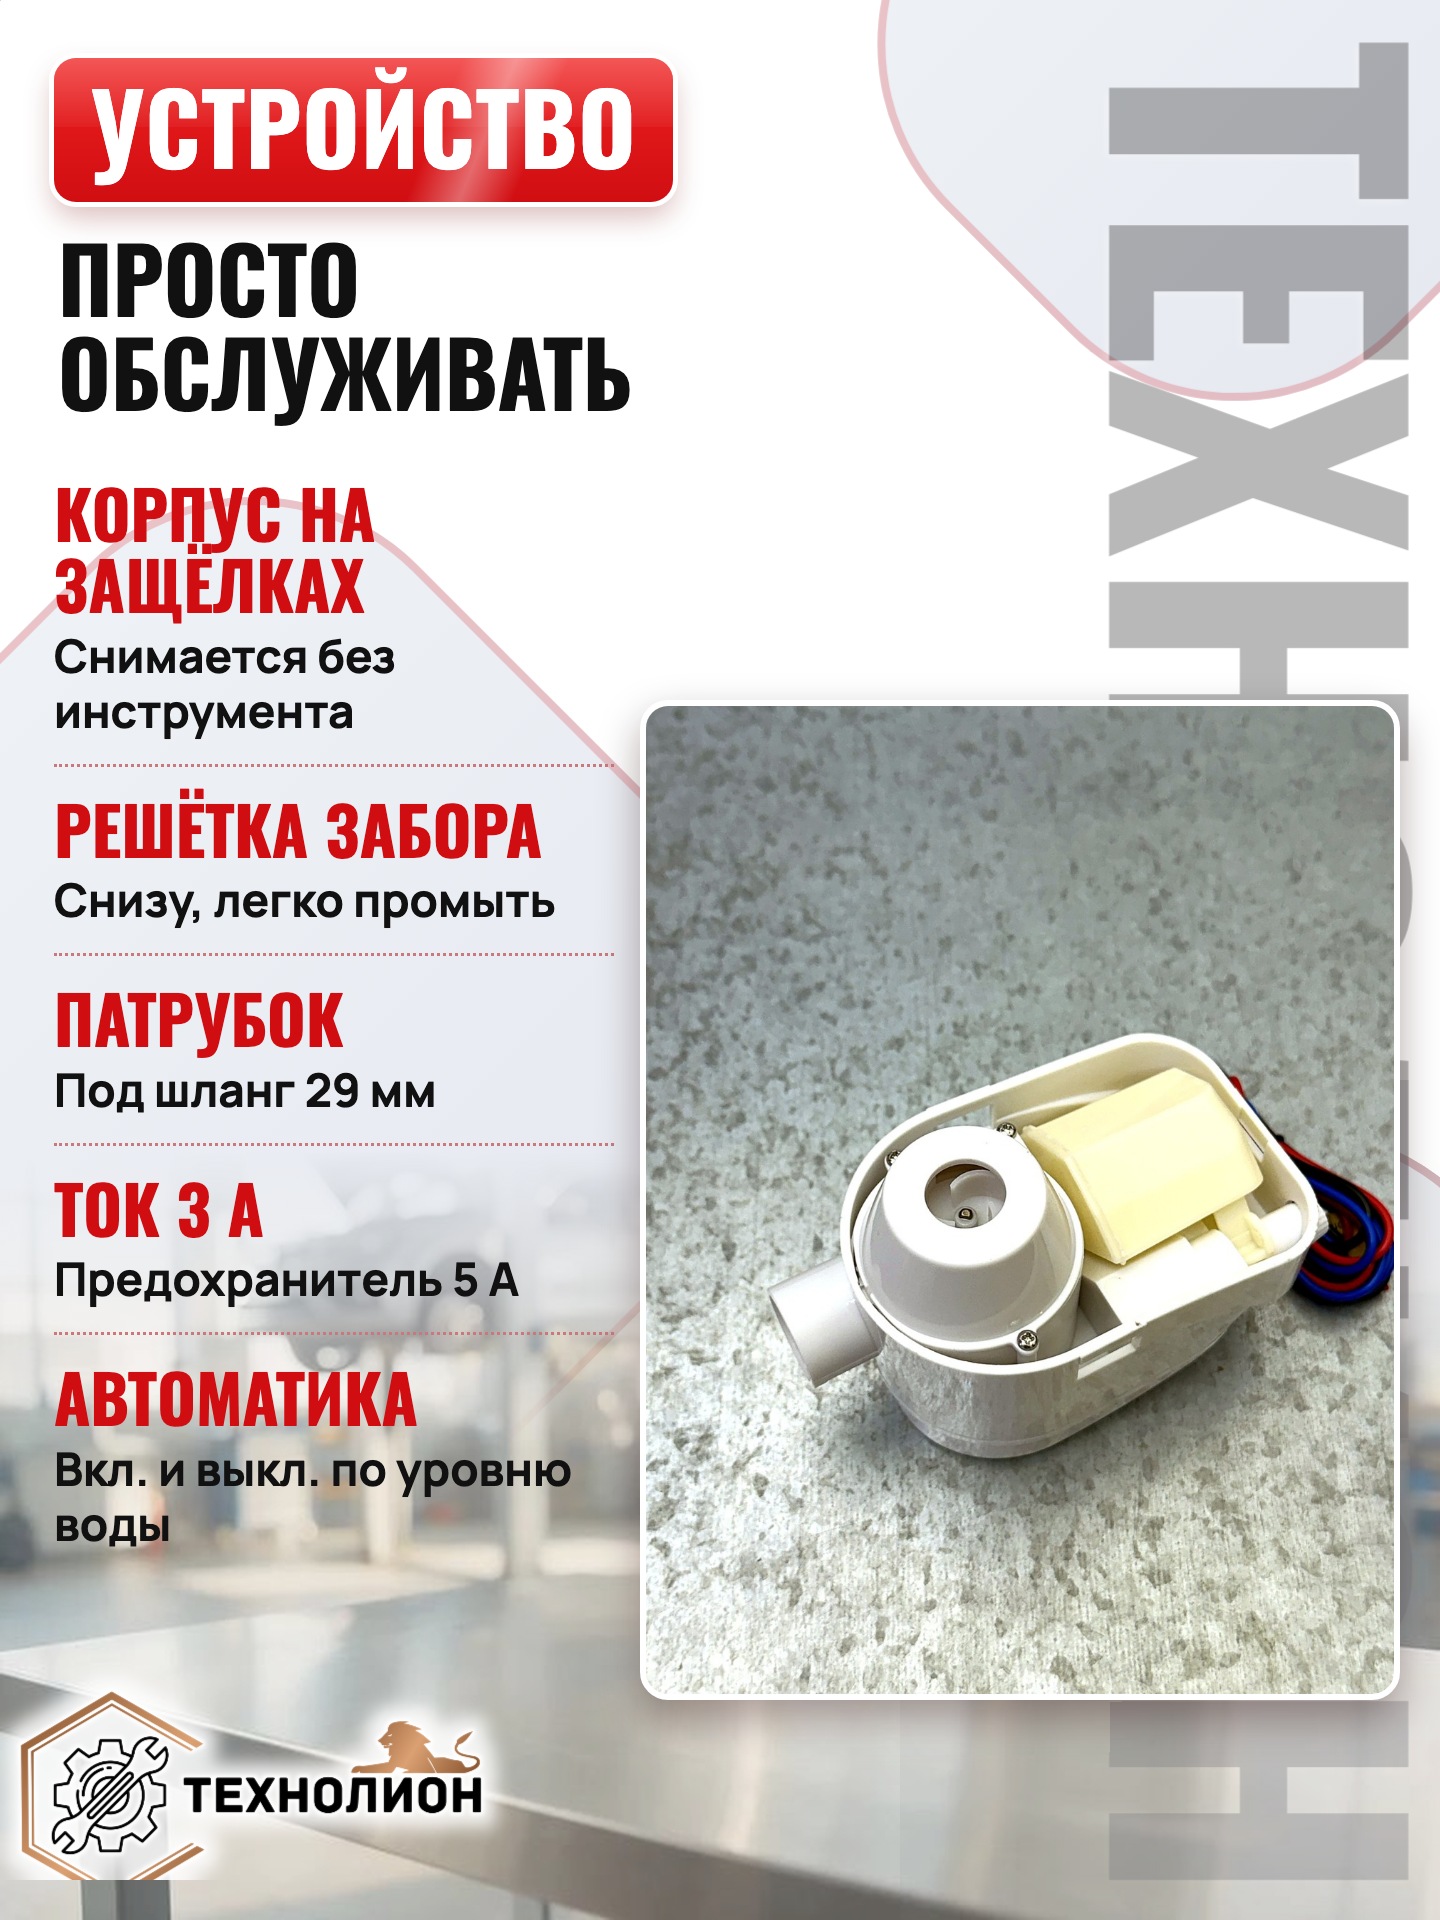 УСТРОЙСТВО
ПРОСТО
ОБСЛУЖИВАТЬ
КОРПУС НА
ЗАЩЁЛКАХ
Снимается без
инструмента
РЕШЁТКА ЗАБОРА
Снизу, легко промыть
ПАТРУБОК
Под шланг 29 мм
ТОК 3 А
Предохранитель 5 А
АВТОМАТИКА
Вкл. и выкл. по уровню
воды
ТЕХНОЛИОН